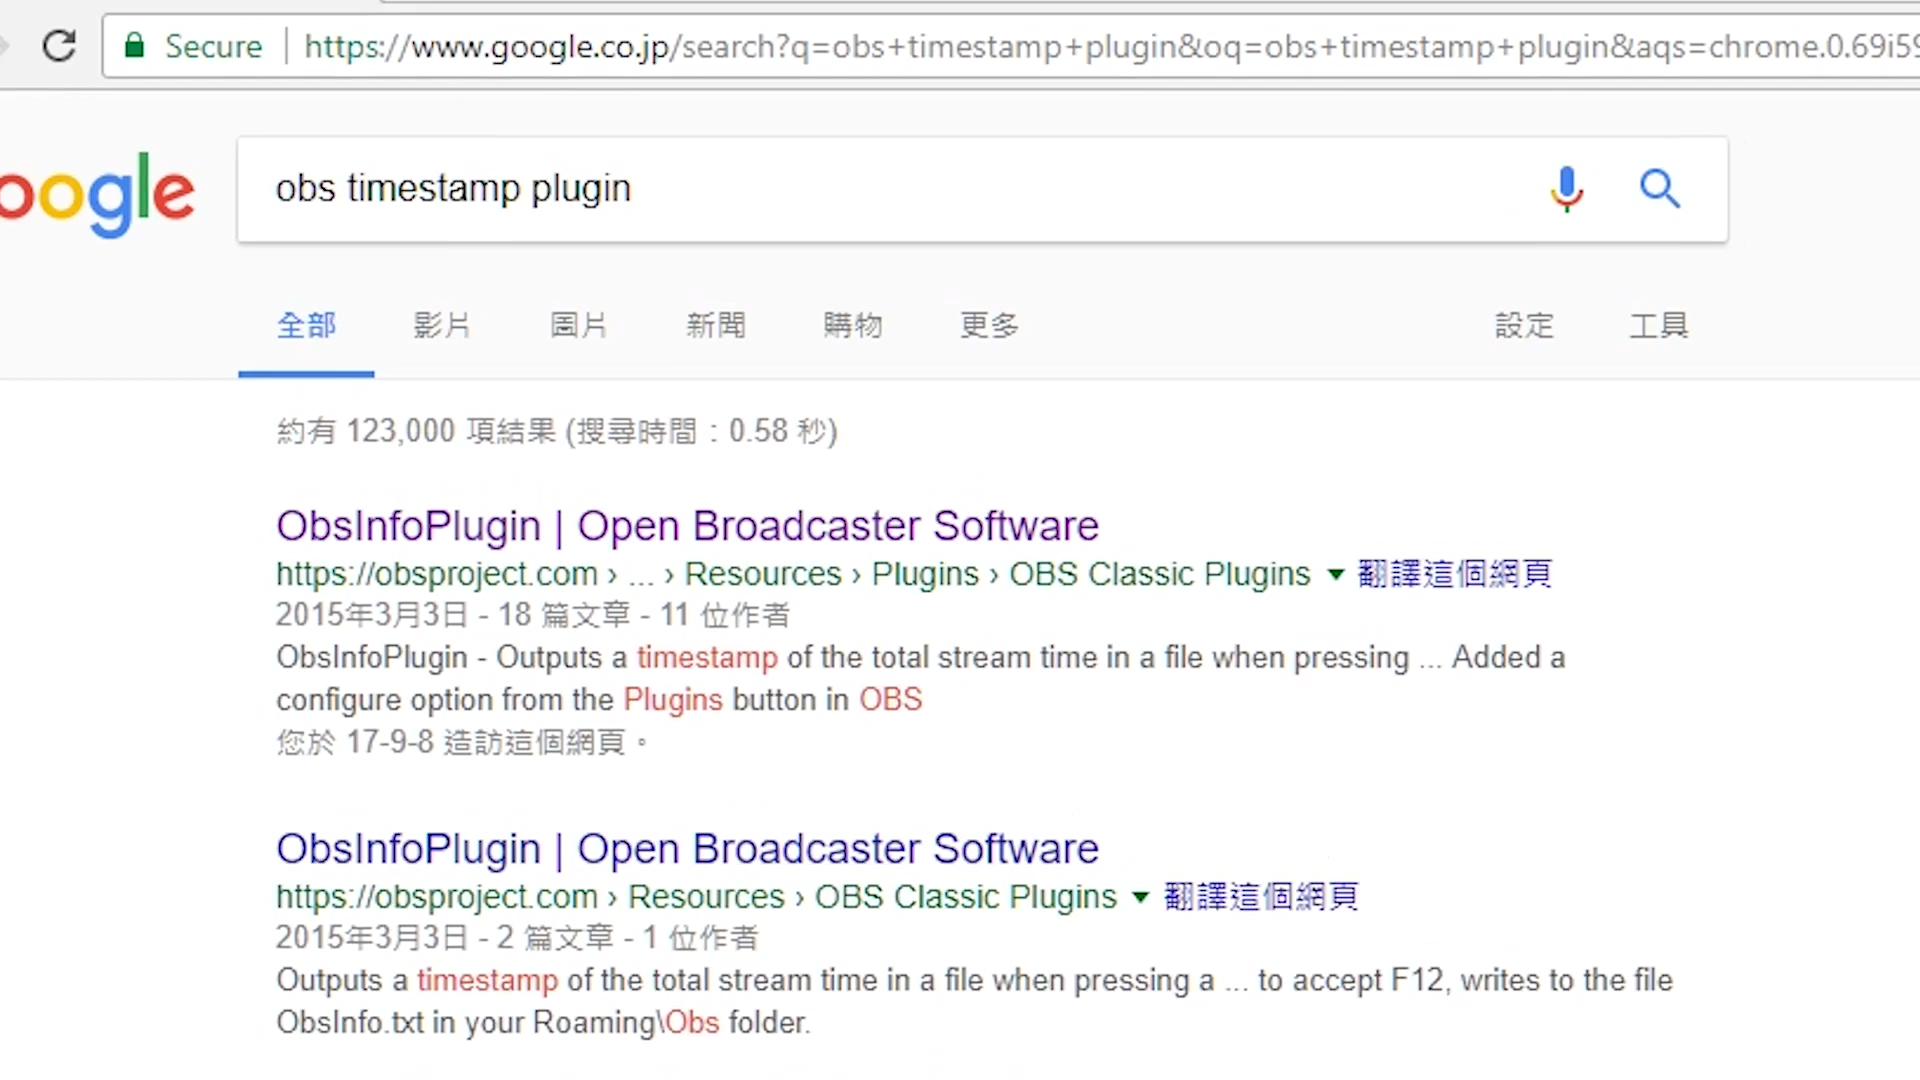 Secure https://www.google.co.jp/search?q=obs+timestamp+plugin&oq=obs+timestamp+plugin&aqs=chrome.0.69i59
oogle obs timestamp plugin
全部 影片 圖片 新聞 購物 更多 設定 工具
約有 123,000 項結果 (搜尋時間：0.58 秒)
ObsInfoPlugin | Open Broadcaster Software
https://obsproject.com › ... › Resources › Plugins › OBS Classic Plugins ▼ 翻譯這個網頁
2015年3月3日 - 18 篇文章 - 11 位作者
ObsInfoPlugin - Outputs a timestamp of the total stream time in a file when pressing ... Added a
configure option from the Plugins button in OBS
您於 17-9-8 造訪這個網頁。
ObsInfoPlugin | Open Broadcaster Software
https://obsproject.com › Resources › OBS Classic Plugins ▼ 翻譯這個網頁
2015年3月3日 - 2 篇文章 - 1 位作者
Outputs a timestamp of the total stream time in a file when pressing a ... to accept F12, writes to the file
ObsInfo.txt in your Roaming\Obs folder.